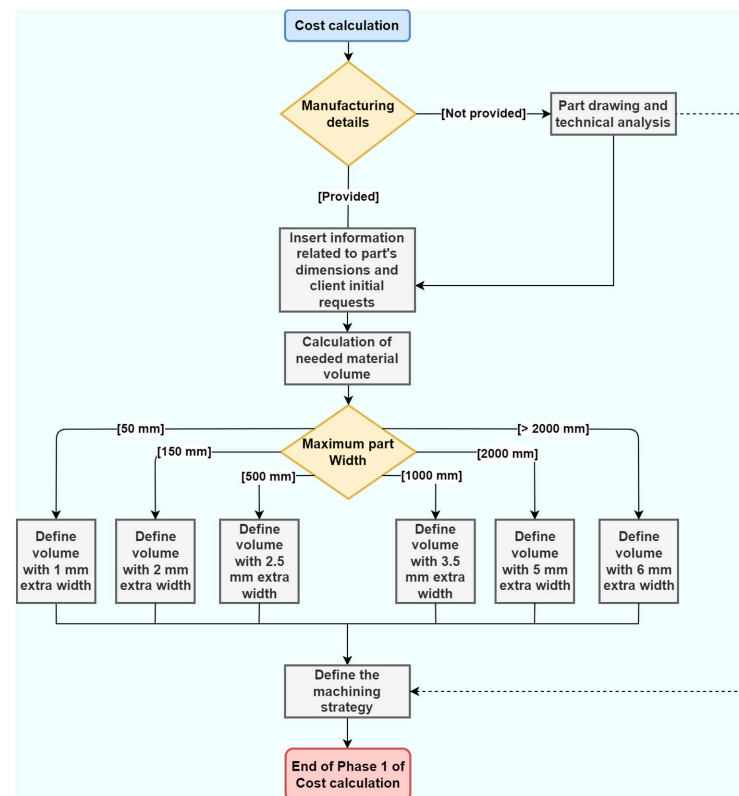 Cost calculation
Manufacturing
details
[Not provided]
Part drawing and
technical analysis
[Provided]
Insert information
related to part's
dimensions and
client initial
requests
Calculation of
needed material
volume
Maximum part
Width
[50 mm]
[150 mm]
[500 mm]
[1000 mm]
[2000 mm]
[> 2000 mm]
Define
volume
with 1 mm
extra width
Define
volume
with 2 mm
extra width
Define
volume
with 2.5
mm extra
width
Define
volume
with 3.5
mm extra
width
Define
volume
with 5 mm
extra width
Define
volume
with 6 mm
extra width
Define the
machining
strategy
End of Phase 1 of
Cost calculation